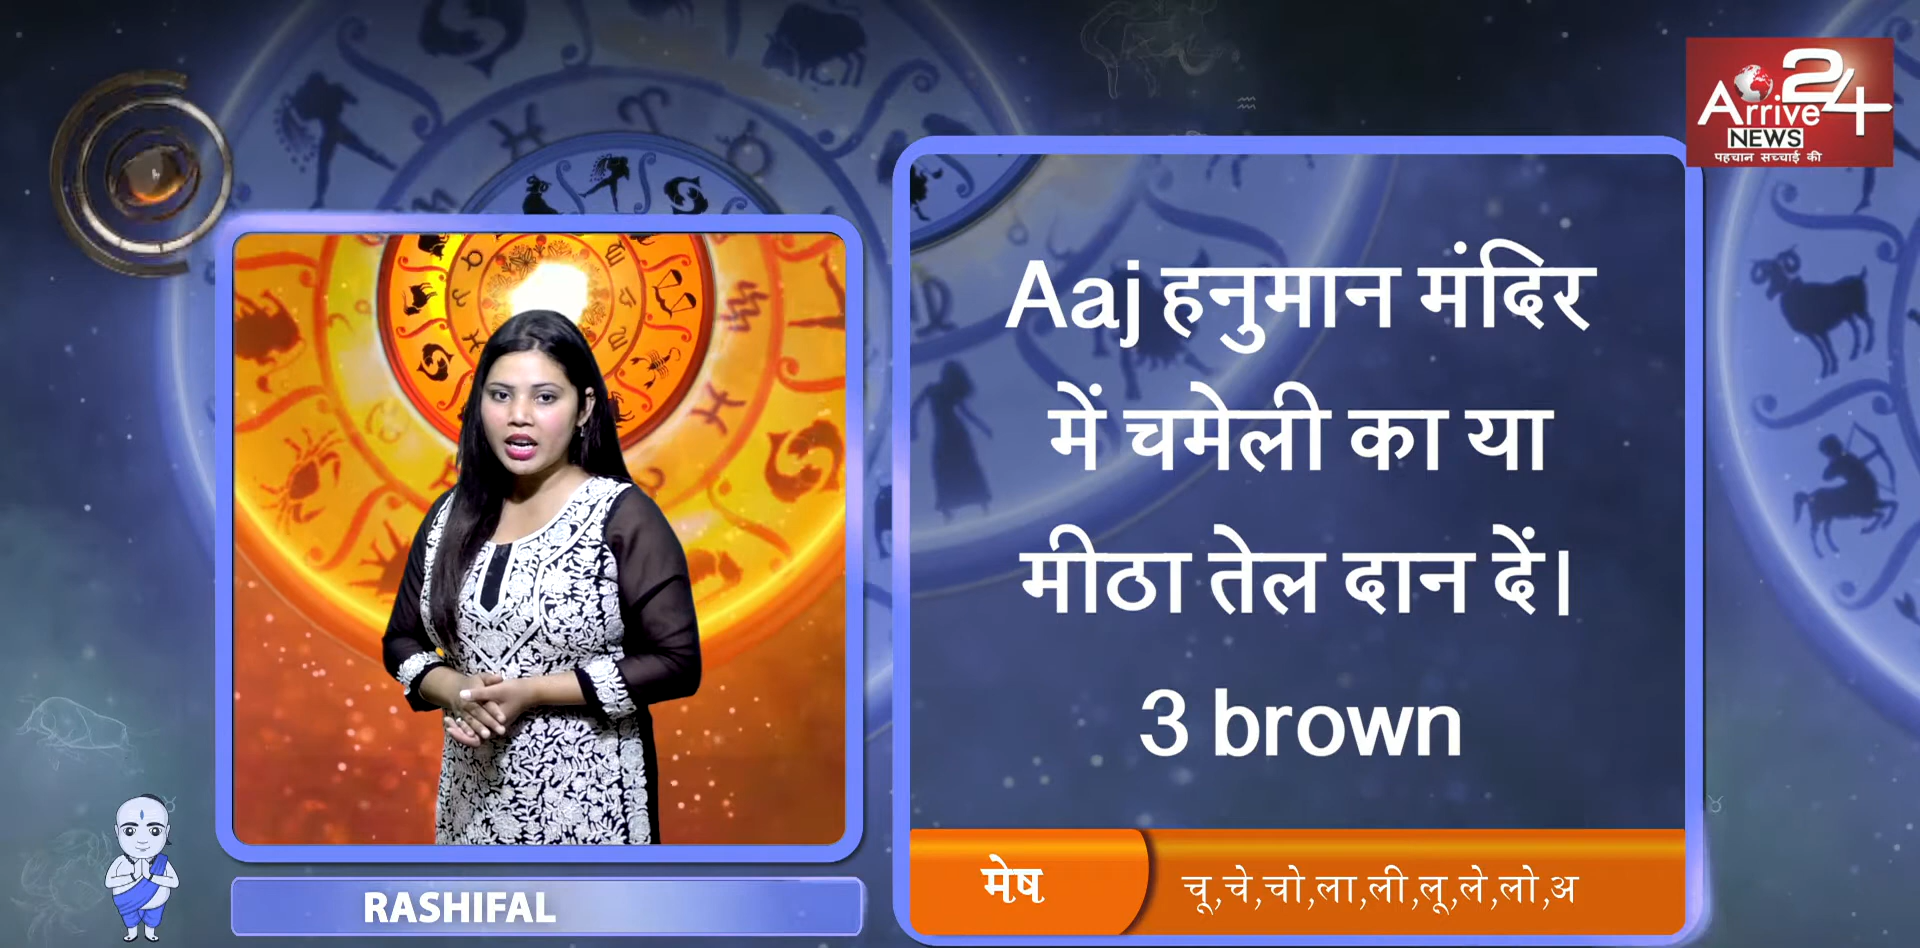 Arrive 24
NEWS
पहचान सच्चाई की
Aaj हनुमान मंदिर
में चमेली का या
मीठा तेल दान दें।
3 brown
मेष
चू,चे,चो,ला,ली,लू,ले,लो,अ
RASHIFAL